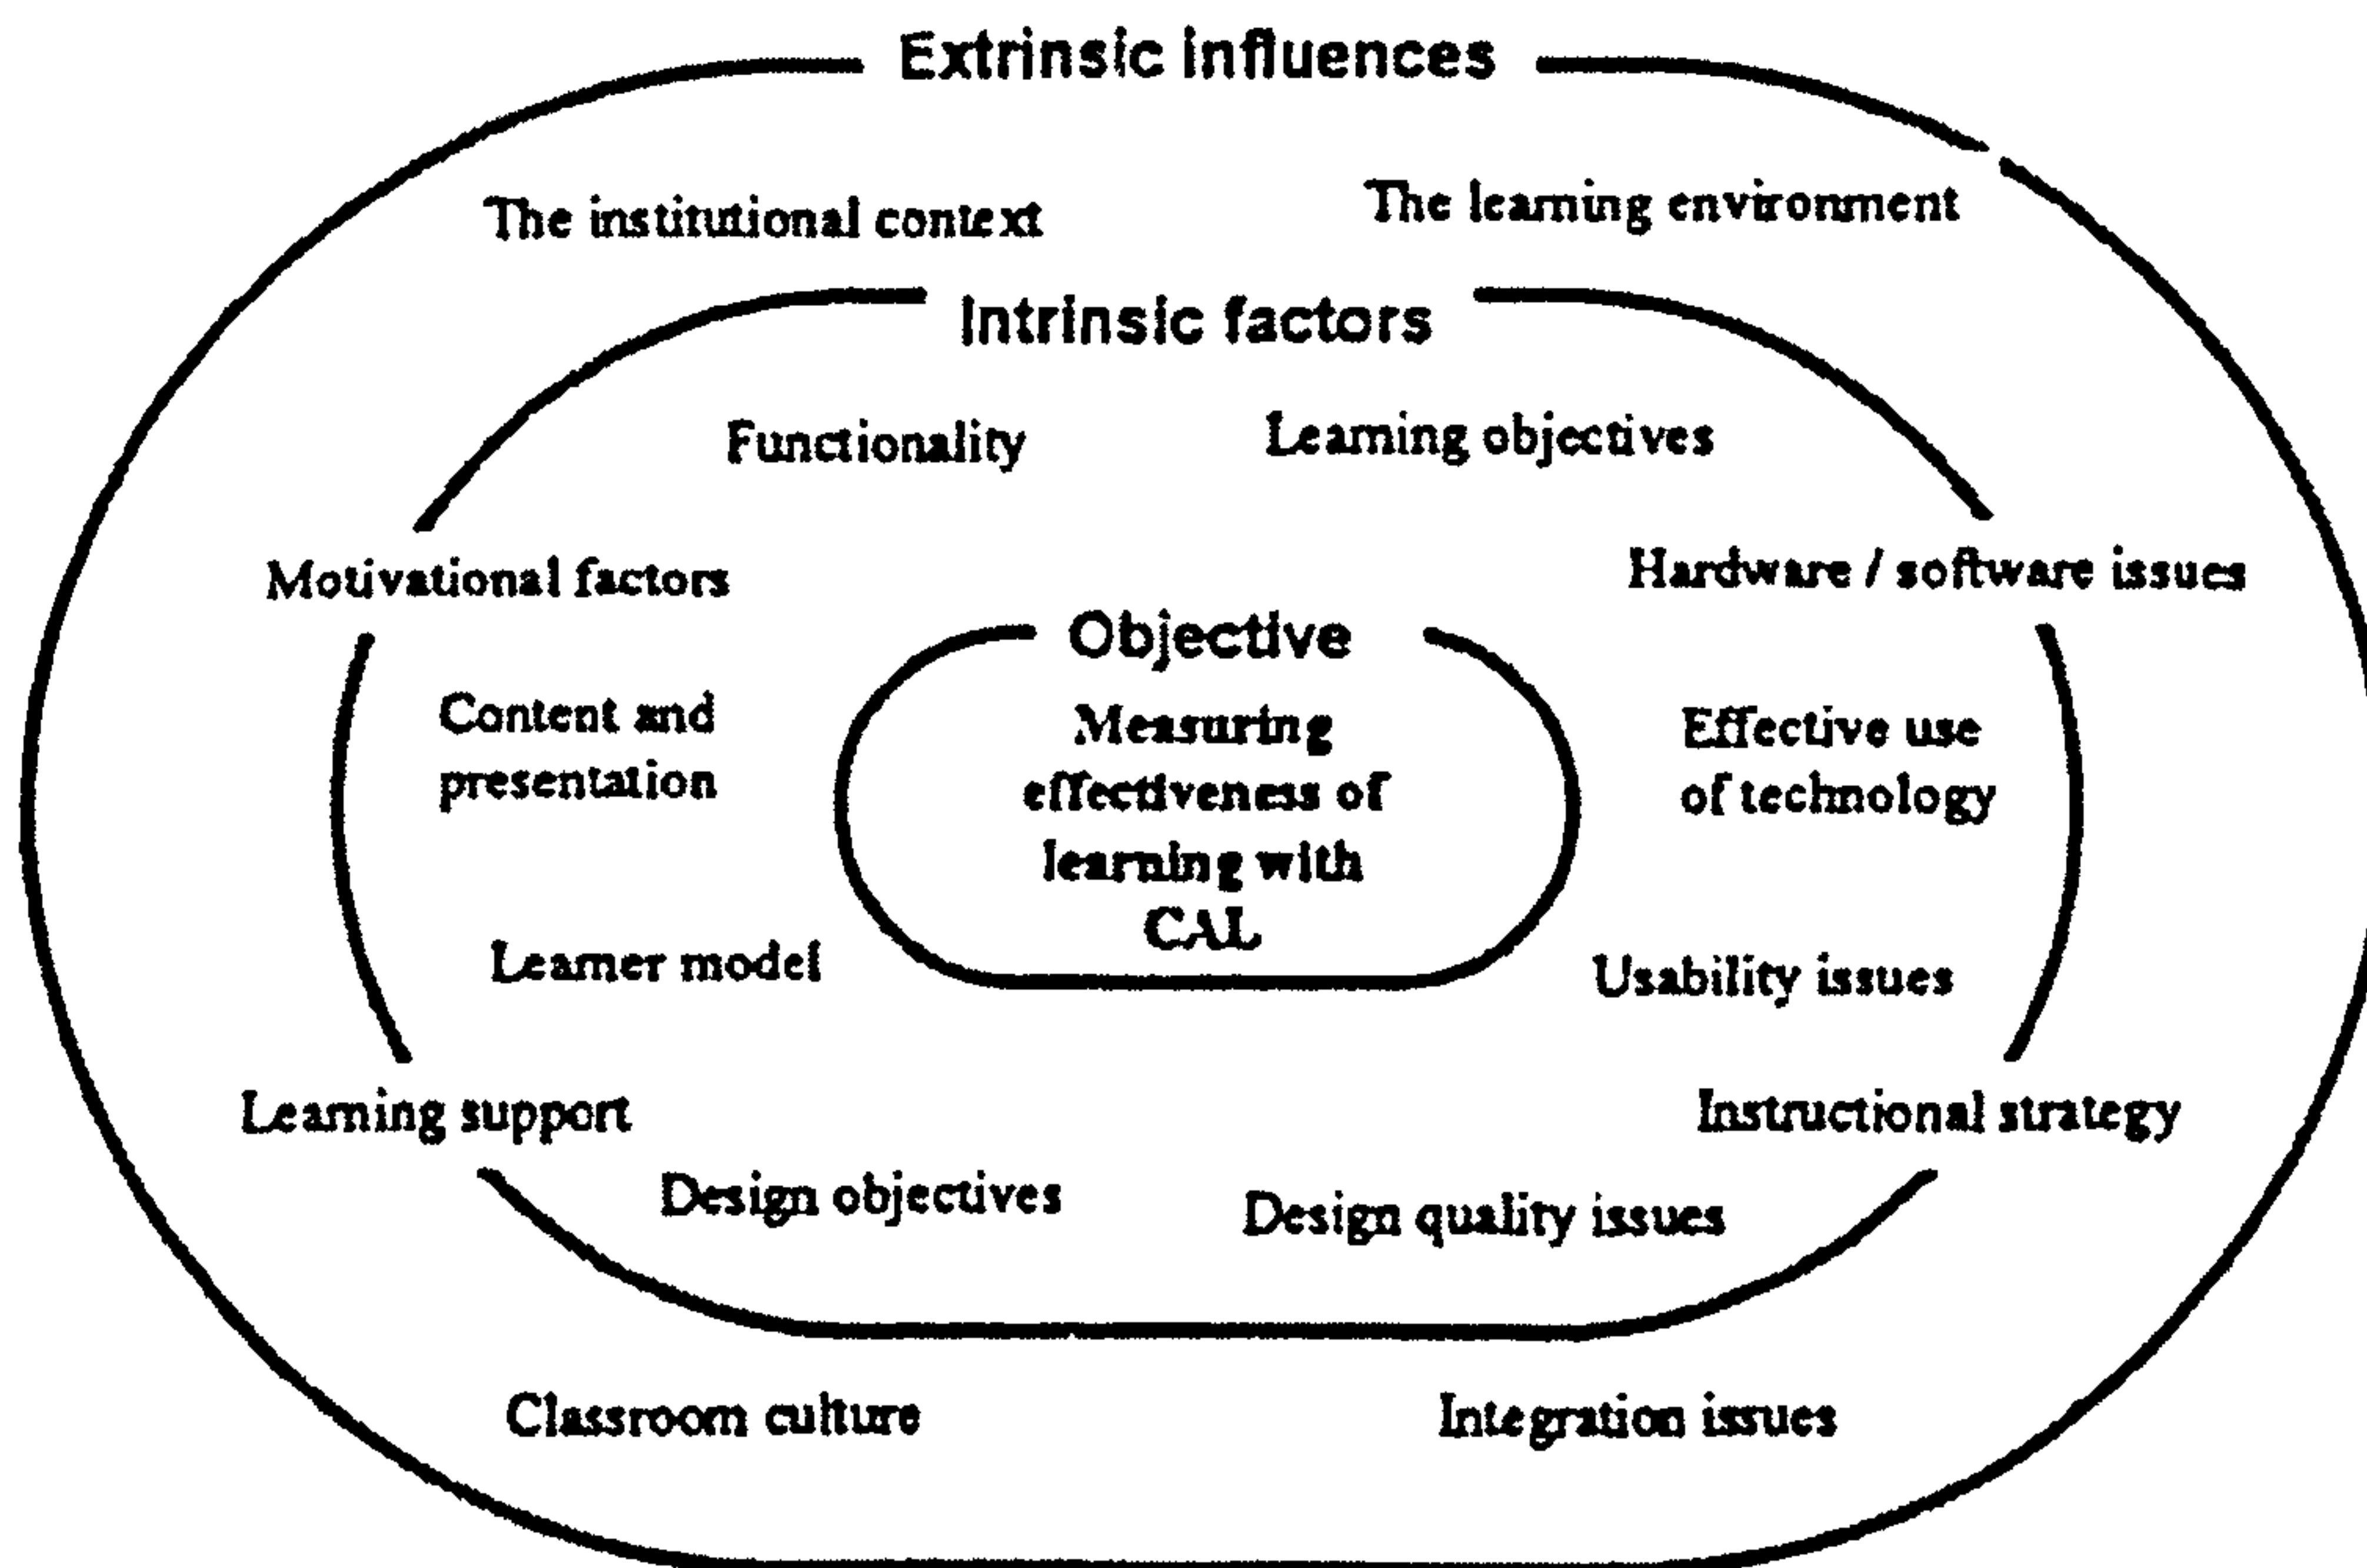 Extrinsic influences
The institutional context
The learning environment
Intrinsic factors
Functionality
Learning objectives
Motivational factors
Hardware / software issues
Objective
Content and
presentation
Measuring
effectiveness of
learning with
CAL
Effective use
of technology
Learner model
Usability issues
Learning support
Instructional strategy
Design objectives
Design quality issues
Classroom culture
Integration issues